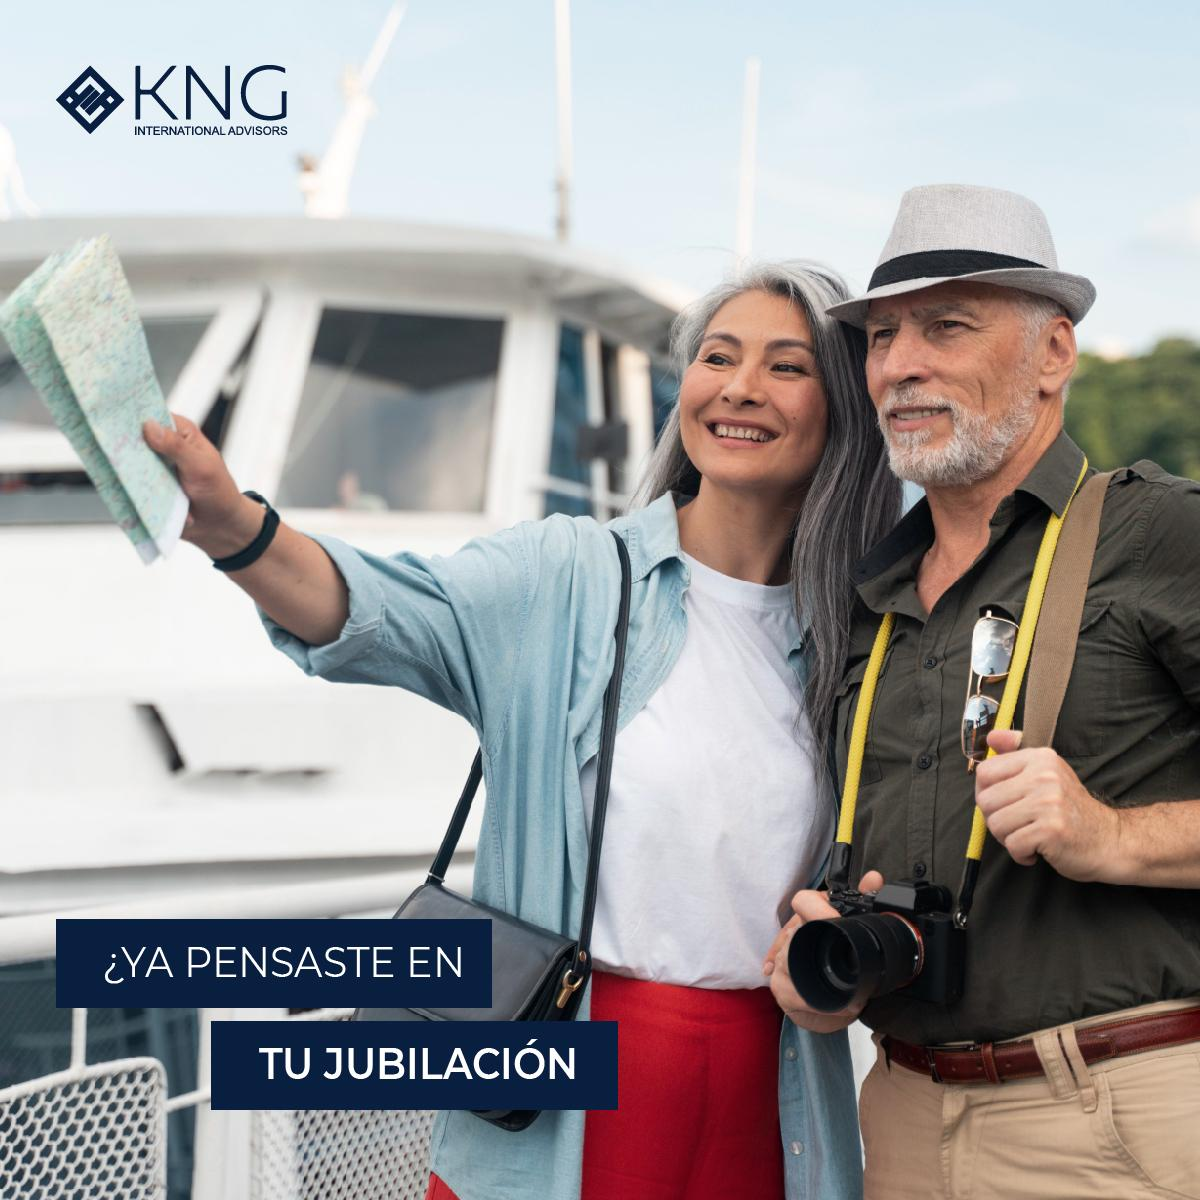 KNG
INTERNATIONAL ADVISORS
¿YA PENSASTE EN
TU JUBILACIÓN